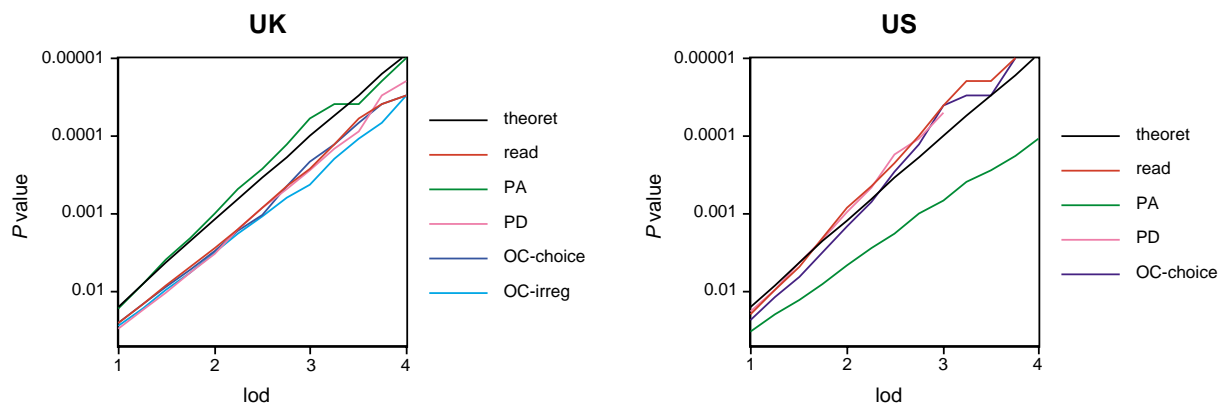 UK
0.00001
0.0001
0.001
0.01
P value
1 2 3 4
lod
theoret
read
PA
PD
OC-choice
OC-irreg
US
0.00001
0.0001
0.001
0.01
P value
1 2 3 4
lod
theoret
read
PA
PD
OC-choice